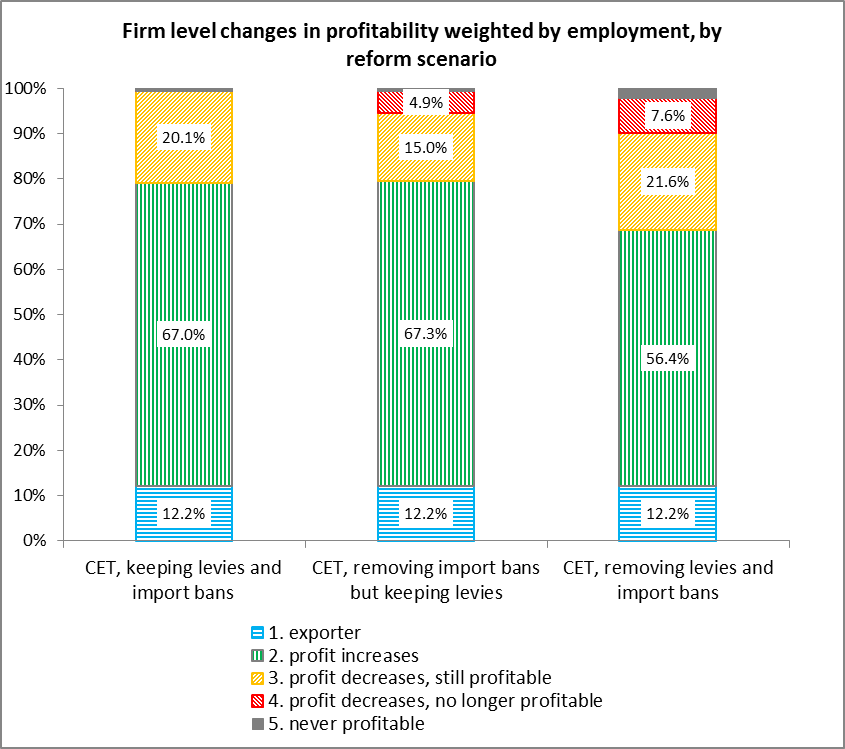 Firm level changes in profitability weighted by employment, by
reform scenario
100%
90%
80%
70%
60%
50%
40%
30%
20%
10%
0%
20.1%
67.0%
12.2%
4.9%
15.0%
67.3%
12.2%
7.6%
21.6%
56.4%
12.2%
CET, keeping levies and
import bans
CET, removing import bans
but keeping levies
CET, removing levies and
import bans
1. exporter
2. profit increases
3. profit decreases, still profitable
4. profit decreases, no longer profitable
5. never profitable